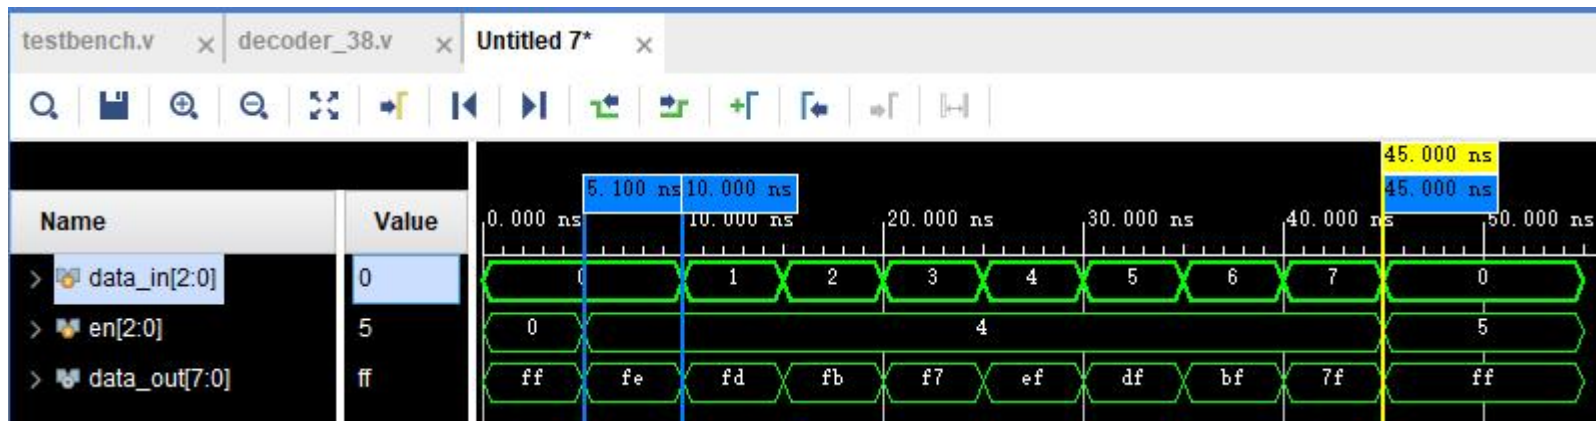 testbench.v decoder_38.v Untitled 7*
45.000 ns
5.100 ns 10.000 ns 45.000 ns
Name Value 0.000 ns 10.000 ns 20.000 ns 30.000 ns 40.000 ns 50.000 ns
data_in[2:0] 0 0 1 2 3 4 5 6 7 0
en[2:0] 5 0 4 5
data_out[7:0] ff ff fe fd fb f7 ef df bf 7f ff